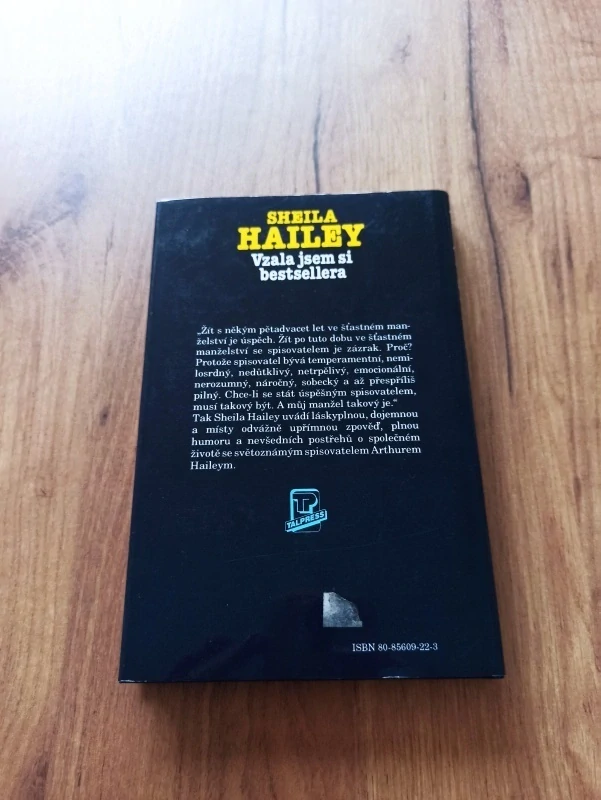 SHEILA
HAILEY
Vzala jsem si
bestsellera
„Žít s někým pětadvacet let ve šťastném man-
želství je úspěch. Žít po tuto dobu ve šťastném
manželství se spisovatelem je zázrak. Proč?
Protože spisovatel bývá temperamentní, nemi-
losrdný, nedůtklivý, netrpělivý, emocionální,
nerozumný, náročný, sobecký a až přespříliš
pilný. Chce-li se stát úspěšným spisovatelem,
musí takový být. A můj manžel takový je.“
Tak Sheila Hailey uvádí láskyplnou, dojemnou
a místy odvážně upřímnou zpověď, plnou
humoru a nevšedních postřehů o společném
životě se světoznámým spisovatelem Arthurem
Haileym.
TP
TALPRESS
ISBN 80-85609-22-3